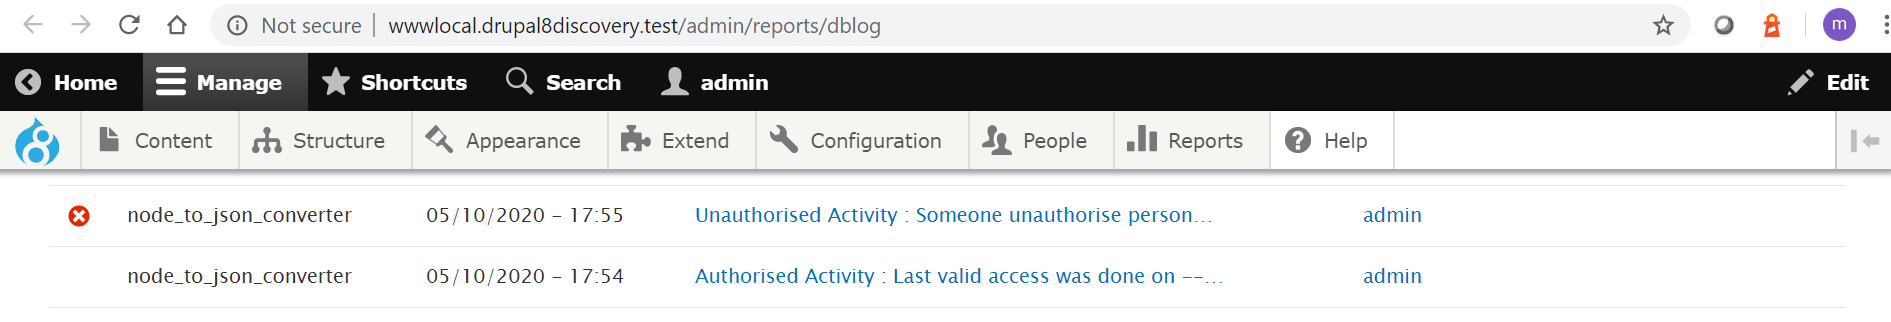 Not secure wwwlocal.drupal8discovery.test/admin/reports/dblog m
Home Manage Shortcuts Search admin Edit
Content Structure Appearance Extend Configuration People Reports Help
node_to_json_converter 05/10/2020 - 17:55 Unauthorised Activity : Someone unauthorise person... admin
node_to_json_converter 05/10/2020 - 17:54 Authorised Activity : Last valid access was done on --... admin